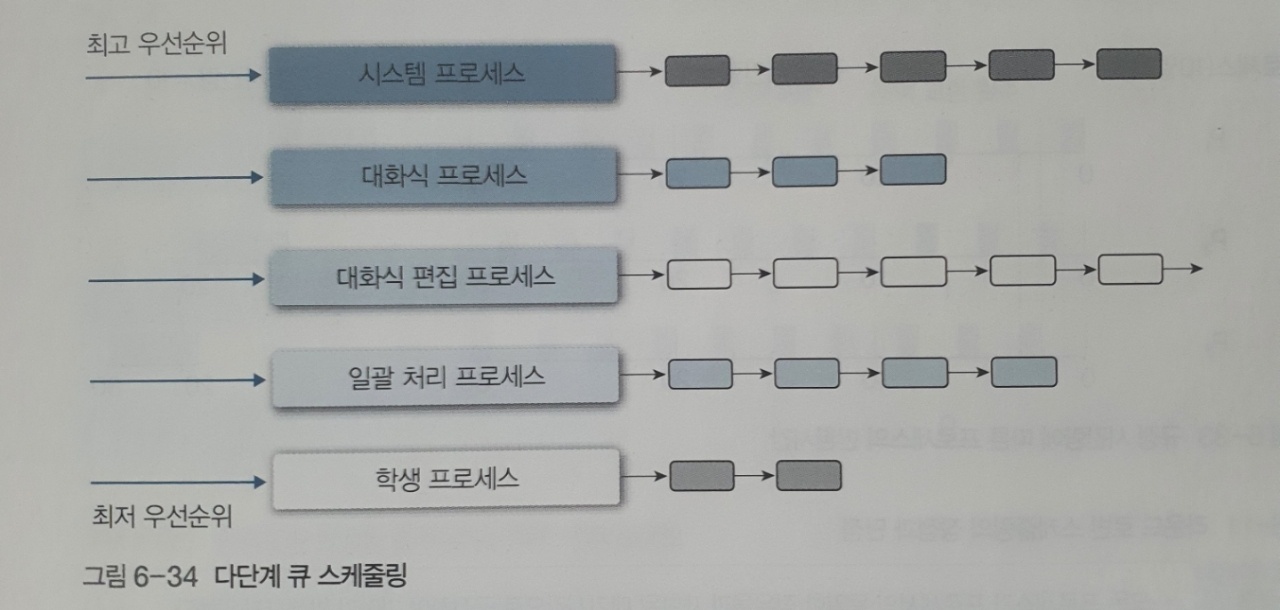 최고 우선순위
시스템 프로세스
대화식 프로세스
대화식 편집 프로세스
일괄 처리 프로세스
학생 프로세스
최저 우선순위
그림 6-34 다단계 큐 스케줄링